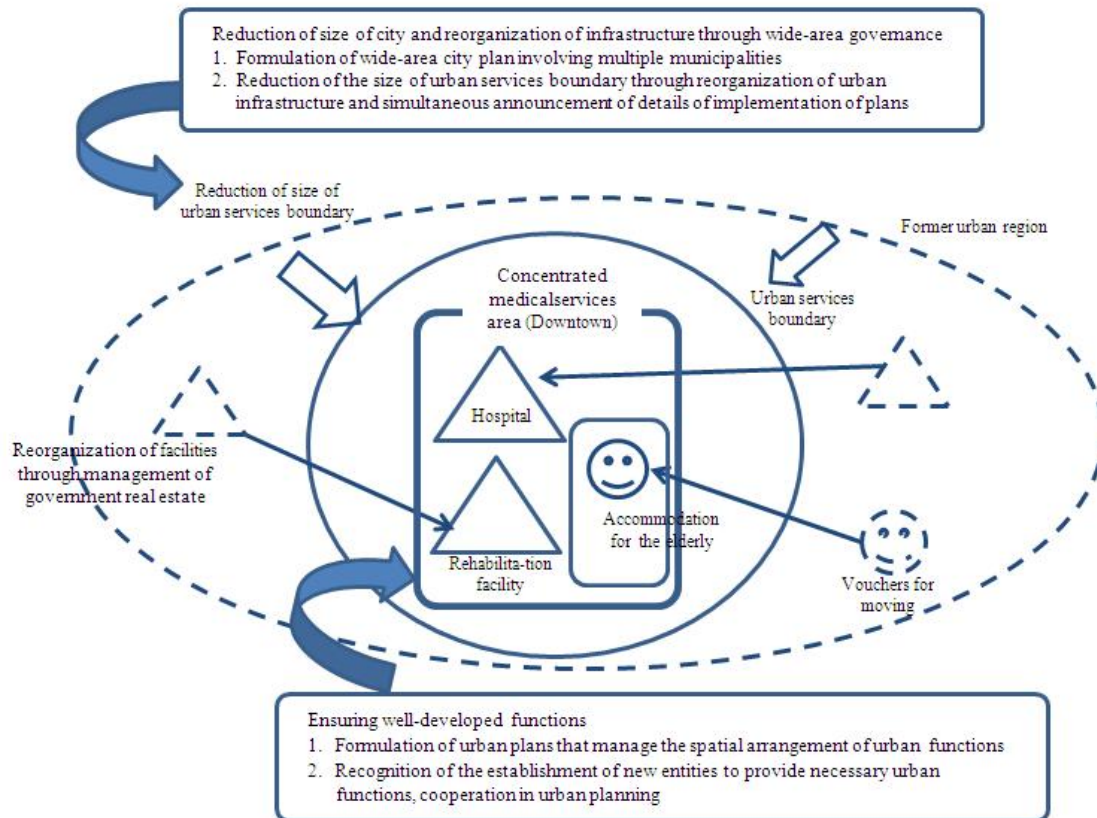 Reduction of size of city and reorganization of infrastructure through wide-area governance
1. Formulation of wide-area city plan involving multiple municipalities
2. Reduction of the size of urban services boundary through reorganization of urban
infrastructure and simultaneous announcement of details of implementation of plans
Reduction of size of
urban services boundary
Former urban region
Concentrated
medicalservices
area (Downtown)
Urban services
boundary
Hospital
Reorganization of facilities
through management of
government real estate
Accommodation
for the elderly
Rehabilita-tion
facility
Vouchers for
moving
Ensuring well-developed functions
1. Formulation of urban plans that manage the spatial arrangement of urban functions
2. Recognition of the establishment of new entities to provide necessary urban
functions, cooperation in urban planning